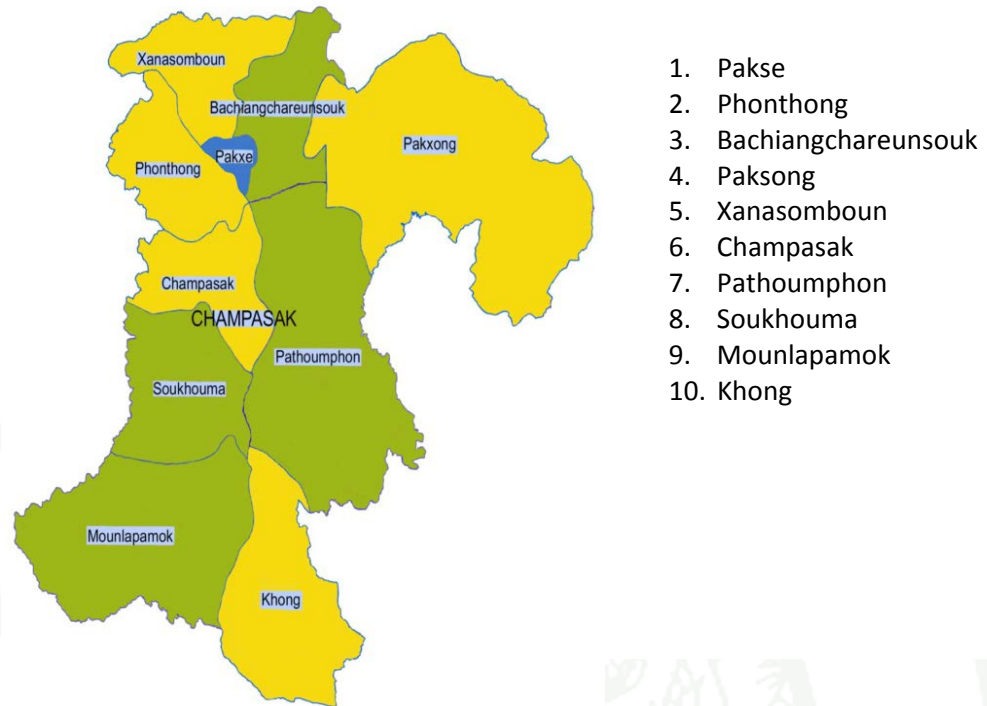 Xanasomboun
Bachiangchareunsouk
Pakxong
Pakxe
Phonthong
Champasak
CHAMPASAK
Pathoumphon
Soukhouma
Mounlapamok
Khong
1. Pakse
2. Phonthong
3. Bachiangchareunsouk
4. Paksong
5. Xanasomboun
6. Champasak
7. Pathoumphon
8. Soukhouma
9. Mounlapamok
10. Khong